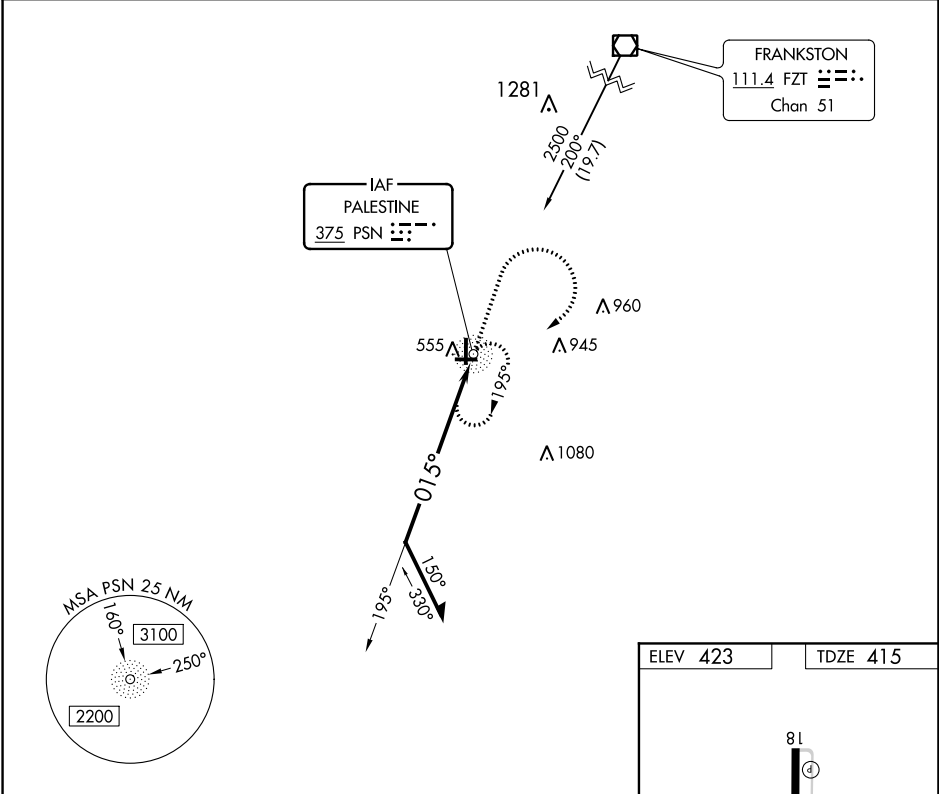 FRANKSTON
111.4 FZT
Chan 51
1281
2500
200°
(19.7)
IAF
PALESTINE
375 PSN
960
555
945
195°
1080
015°
150°
330°
195°
MSA PSN 25 NM
160°
3100
250°
2200
ELEV 423
TDZE 415
18
P